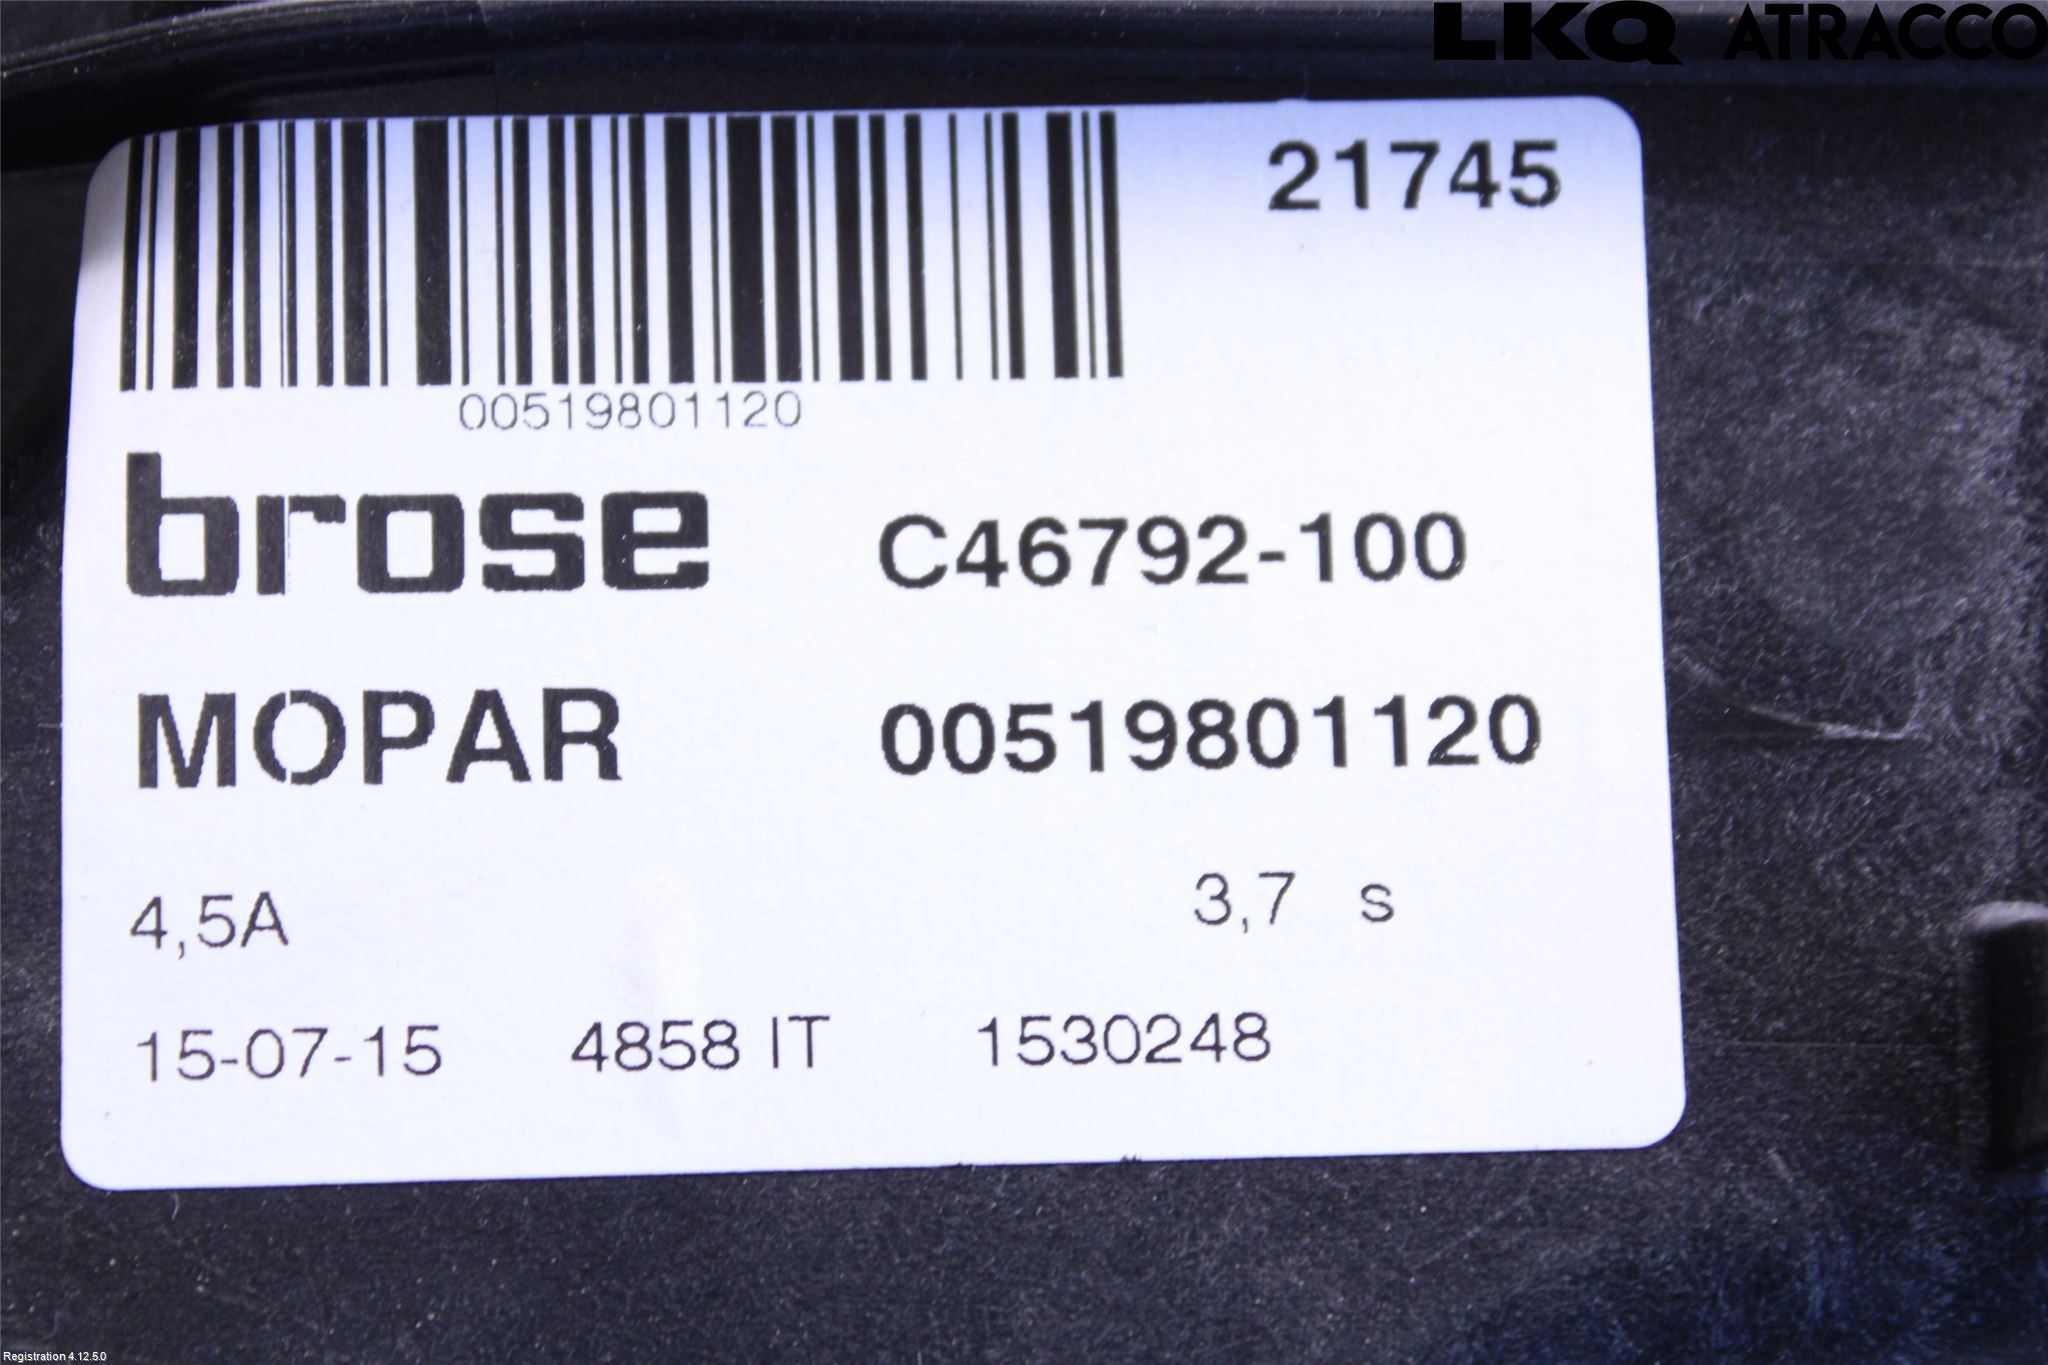 LKQ ATRACCO
21745
00519801120
brose C46792-100
MOPAR 00519801120
4,5A 3,7 s
15-07-15 4858 IT 1530248
Registration 4.12.5.0